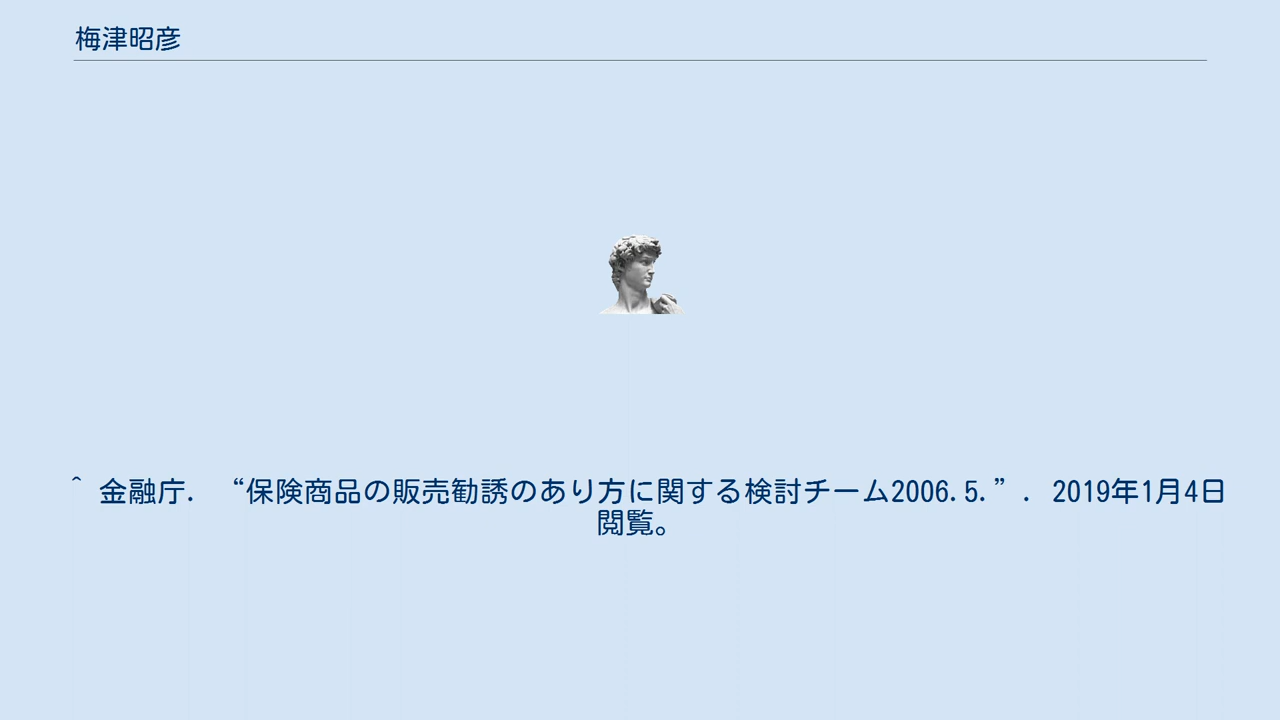 梅津昭彦
^ 金融庁. “保険商品の販売勧誘のあり方に関する検討チーム2006.5.”. 2019年1月4日
閲覧。